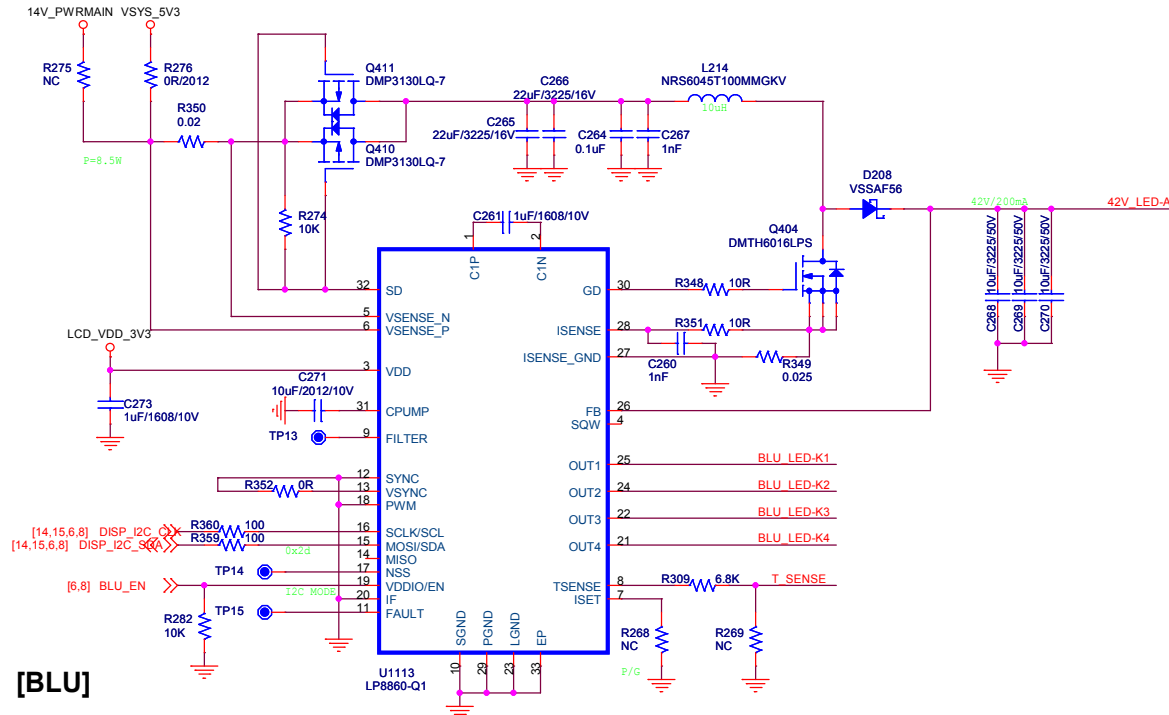 14V_PWRMAIN VSYS_5V3
R275
NC
R276
0R/2012
R350
0.02
P=8.5W
Q411
DMP3130LQ-7
Q410
DMP3130LQ-7
C266
22uF/3225/16V
C265
22uF/3225/16V
C264
0.1uF
C267
1nF
L214
NRS6045T100MMGKV
10uH
D208
VSSAF56
42V/200mA
42V_LED-A
R274
10K
C261
1uF/1608/10V
Q404
DMTH6016LPS
C268 10uF/3225/50V
C269 10uF/3225/50V
C270 10uF/3225/50V
1
2
C1P
C1N
32 SD
5 VSENSE_N
6 VSENSE_P
GD 30
R348 10R
ISENSE 28
R351 10R
ISENSE_GND 27
C260
1nF
R349
0.025
LCD_VDD_3V3
3 VDD
C273
1uF/1608/10V
C271
10uF/2012/10V
31 CPUMP
TP13
9 FILTER
FB 26
SQW 4
12 SYNC
R352 0R
13 VSYNC
18 PWM
OUT1 25 BLU_LED-K1
OUT2 24 BLU_LED-K2
OUT3 22 BLU_LED-K3
OUT4 21 BLU_LED-K4
[14,15,6,8] DISP_I2C_CLK
R360 100
16 SCLK/SCL
[14,15,6,8] DISP_I2C_SDA
R359 100
15 MOSI/SDA
0x2d
14 MISO
TP14
17 NSS
[6,8] BLU_EN
19 VDDIO/EN
I2C MODE
20 IF
TP15
11 FAULT
R282
10K
TSENSE 8
R309 6.8K
T_SENSE
ISET 7
R268
NC
R269
NC
P/G
SGND
PGND
LGND
EP
10
29
23
33
U1113
LP8860-Q1
[BLU]